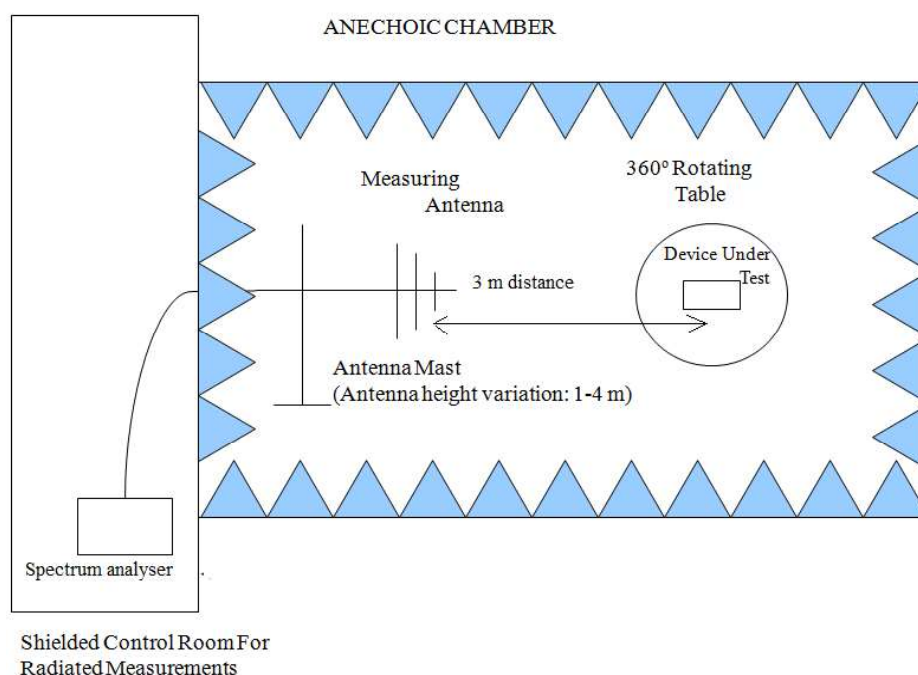 ANECHOIC CHAMBER
Measuring
Antenna
360º Rotating
Table
Device Under
Test
3 m distance
Antenna Mast
(Antenna height variation: 1-4 m)
Spectrum analyser
Shielded Control Room For
Radiated Measurements